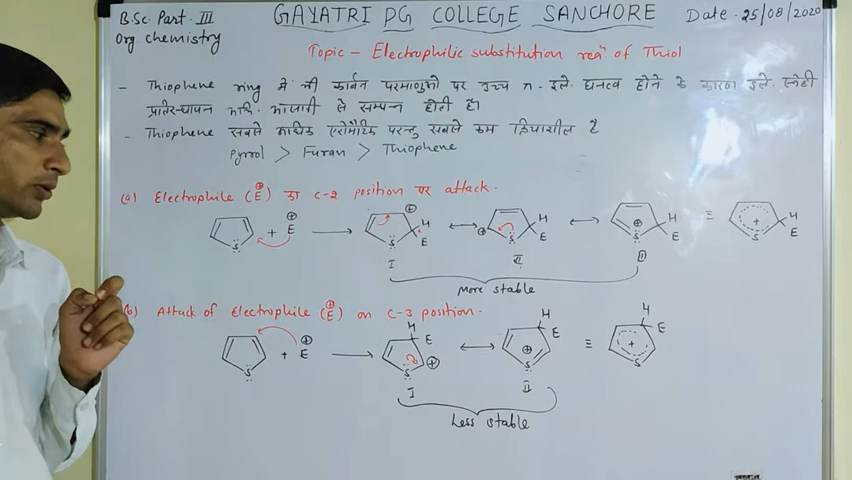 B.Sc. Part - III
GAYATRI PG COLLEGE SANCHORE
Date - 25/08/2020
Org chemistry
Topic - Electrophilic substitution reaⁿ of Thiol
- Thiophene ring में की कार्बन परमाणुओ पर उच्च π- इले. घनत्व होने के कारण इले. स्नेही
प्रतिस्थापन अभि. आसानी से सम्पन्न होती है।
- Thiophene सबसे अधिक एरोमैटिक परन्तु सबसे कम क्रियाशील है
Pyrrol > Furan > Thiophene
(a) Electrophile (E⊕) का C-2 position पर attack.
S + E⊕ ⟶ S H E ⊕ ⟷ ⊕ S H E ⟷ ⊕ S H E ≡ + H E
I II III
More stable
(b) Attack of Electrophile (E⊕) on C-3 position.
S + E⊕ ⟶ S H E ⊕ ⟷ ⊕ S H E ≡ + S H E
I II
Less stable